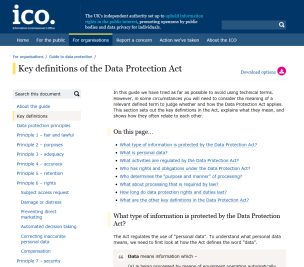 ico.
Information Commissioner's Office
The UK's independent authority set up to uphold information
rights in the public interest, promoting openness by public
bodies and data privacy for individuals.
Home
For the public
For organisations
Report a concern
Action we've taken
About the ICO
For organisations / Guide to data protection /
Key definitions of the Data Protection Act
Download options
Search this document
About the guide
Key definitions
Data protection principles
Principle 1 – fair and lawful
Principle 2 – purposes
Principle 3 – adequacy
Principle 4 – accuracy
Principle 5 – retention
Principle 6 – rights
Subject access request
Damage or distress
Preventing direct
marketing
Automated decision taking
Correcting inaccurate
personal data
Compensation
Principle 7 – security
In this guide we have tried as far as possible to avoid using technical terms.
However, in some circumstances you will need to consider the meaning of a
relevant defined term to judge whether and how the Data Protection Act applies.
This section sets out the key definitions in the Act, explains what they mean, and
shows how they often relate to each other.
On this page...
What type of information is protected by the Data Protection Act?
What is personal data?
What activities are regulated by the Data Protection Act?
Who has rights and obligations under the Data Protection Act?
Who determines the "purpose and manner" of processing?
What about processing that is required by law?
How long do data protection rights and duties last?
What are the other key definitions in the Data Protection Act?
What type of information is protected by the Data Protection
Act?
The Act regulates the use of "personal data". To understand what personal data
means, we need to first look at how the Act defines the word "data".
Data means information which –
(a) is being processed by means of equipment operating automatically